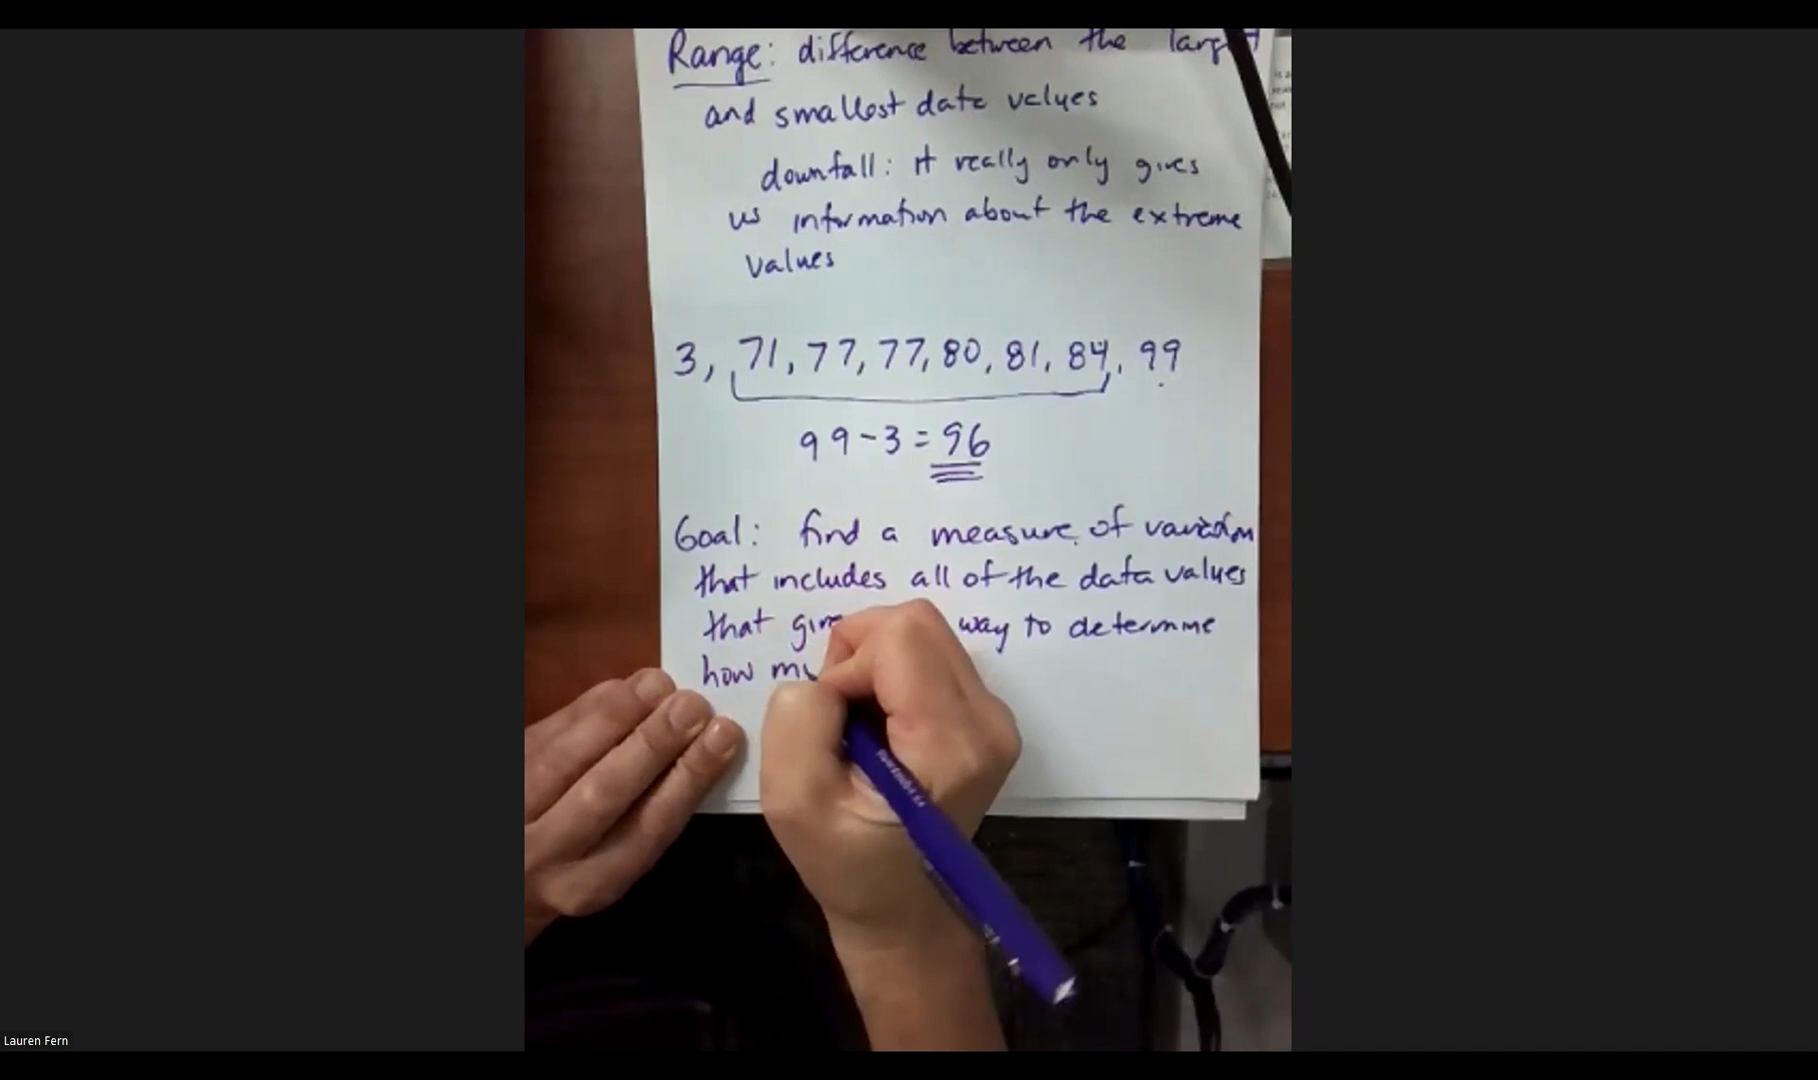 Range: difference between the largest
and smallest data values
downfall: it really only gives
us information about the extreme
values
3, 71, 77, 77, 80, 81, 84, 99
99-3 = 96
Goal: find a measure of variation
that includes all of the data values
that way to determine
how
Lauren Fern